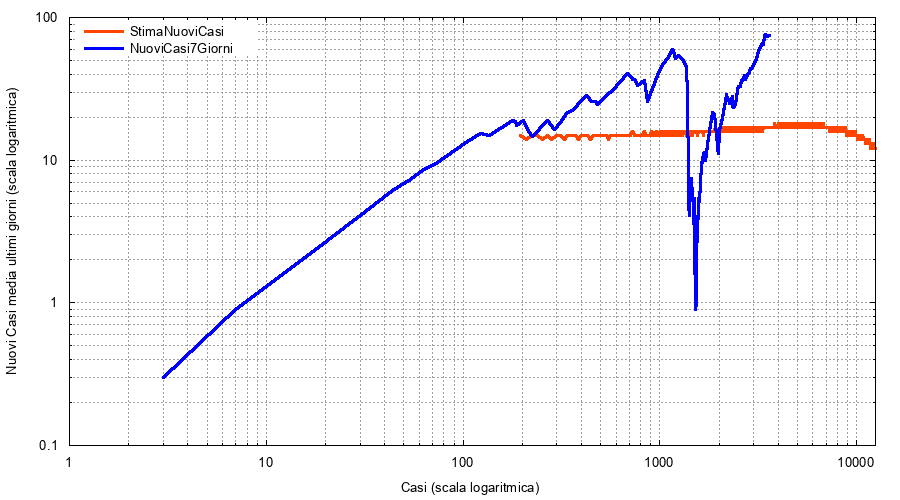 100
StimaNuoviCasi
NuoviCasi7Giorni
10
1
0.1
1
10
100
1000
10000
Nuovi Casi media ultimi giorni (scala logaritmica)
Casi (scala logaritmica)